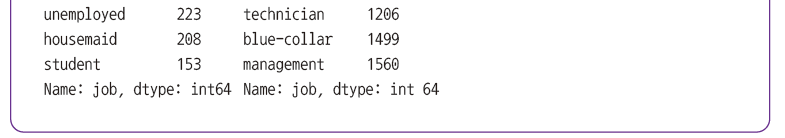 unemployed 223 technician 1206
housemaid 208 blue-collar 1499
student 153 management 1560
Name: job, dtype: int64 Name: job, dtype: int 64